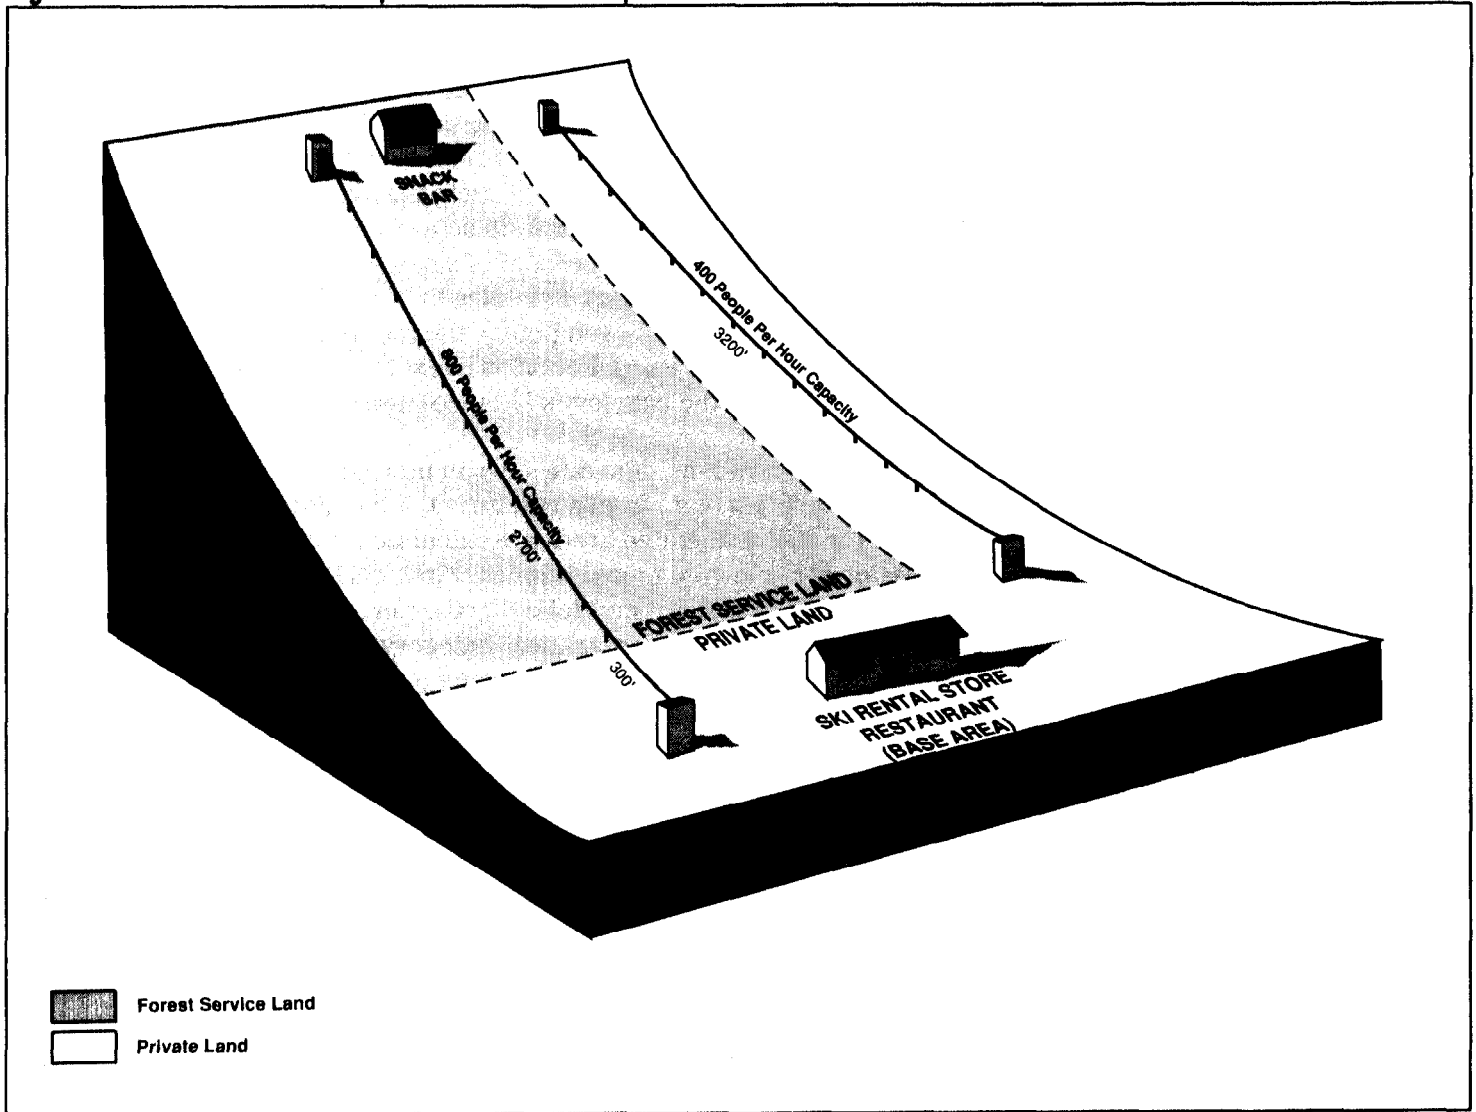 SNACK
BAR
400 People Per Hour Capacity
3200'
800 People Per Hour Capacity
2700'
FOREST SERVICE LAND
PRIVATE LAND
300'
SKI RENTAL STORE
RESTAURANT
(BASE AREA)
Forest Service Land
Private Land